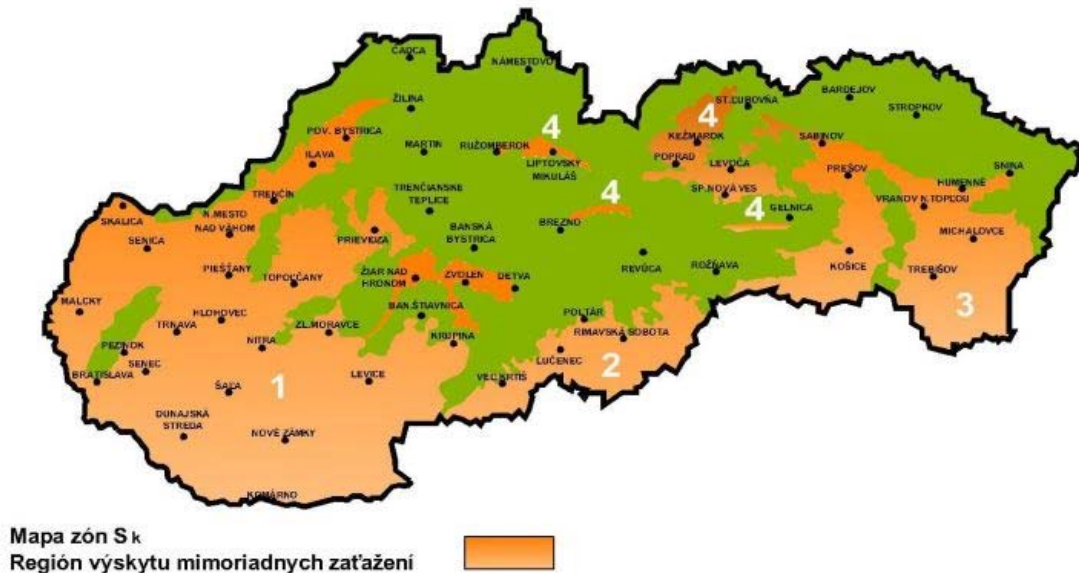 ČADCA
NÁMESTOVO
ŽILINA
4
ST.ĽUBOVŇA
BARDEJOV
STROPKOV
POV. BYSTRICA
MARTIN
RUŽOMBEROK
4
LIPTOVSKÝ
MIKULÁŠ
KEŽMAROK
SABINOV
ILAVA
POPRAD
LEVOČA
PREŠOV
SNINA
TRENČÍN
TRENČIANSKE
TEPLICE
4
SP.NOVÁ VES
HUMENNÉ
SKALICA
N.MESTO
NAD VÁHOM
BREZNO
4
GELNICA
VRANOV N.TOPĽOU
SENICA
PRIEVIDZA
BANSKÁ
BYSTRICA
MICHALOVCE
PIEŠŤANY
TOPOĽČANY
ŽIAR NAD
HRONOM
ZVOLEN
DETVA
REVÚCA
ROŽŇAVA
KOŠICE
TREBIŠOV
MALCKY
HLOHOVEC
BAN.ŠTIAVNICA
POLTÁR
3
TRNAVA
ZL.MORAVCE
KRUPINA
RIMAVSKÁ SOBOTA
PEZINOK
NITRA
LUČENEC
2
SENEC
BRATISLAVA
ŠAĽA
1
LEVICE
VEĽ.KRTÍŠ
DUNAJSKÁ
STREDA
NOVÉ ZÁMKY
KOMÁRNO
Mapa zón S k
Región výskytu mimoriadnych zaťažení